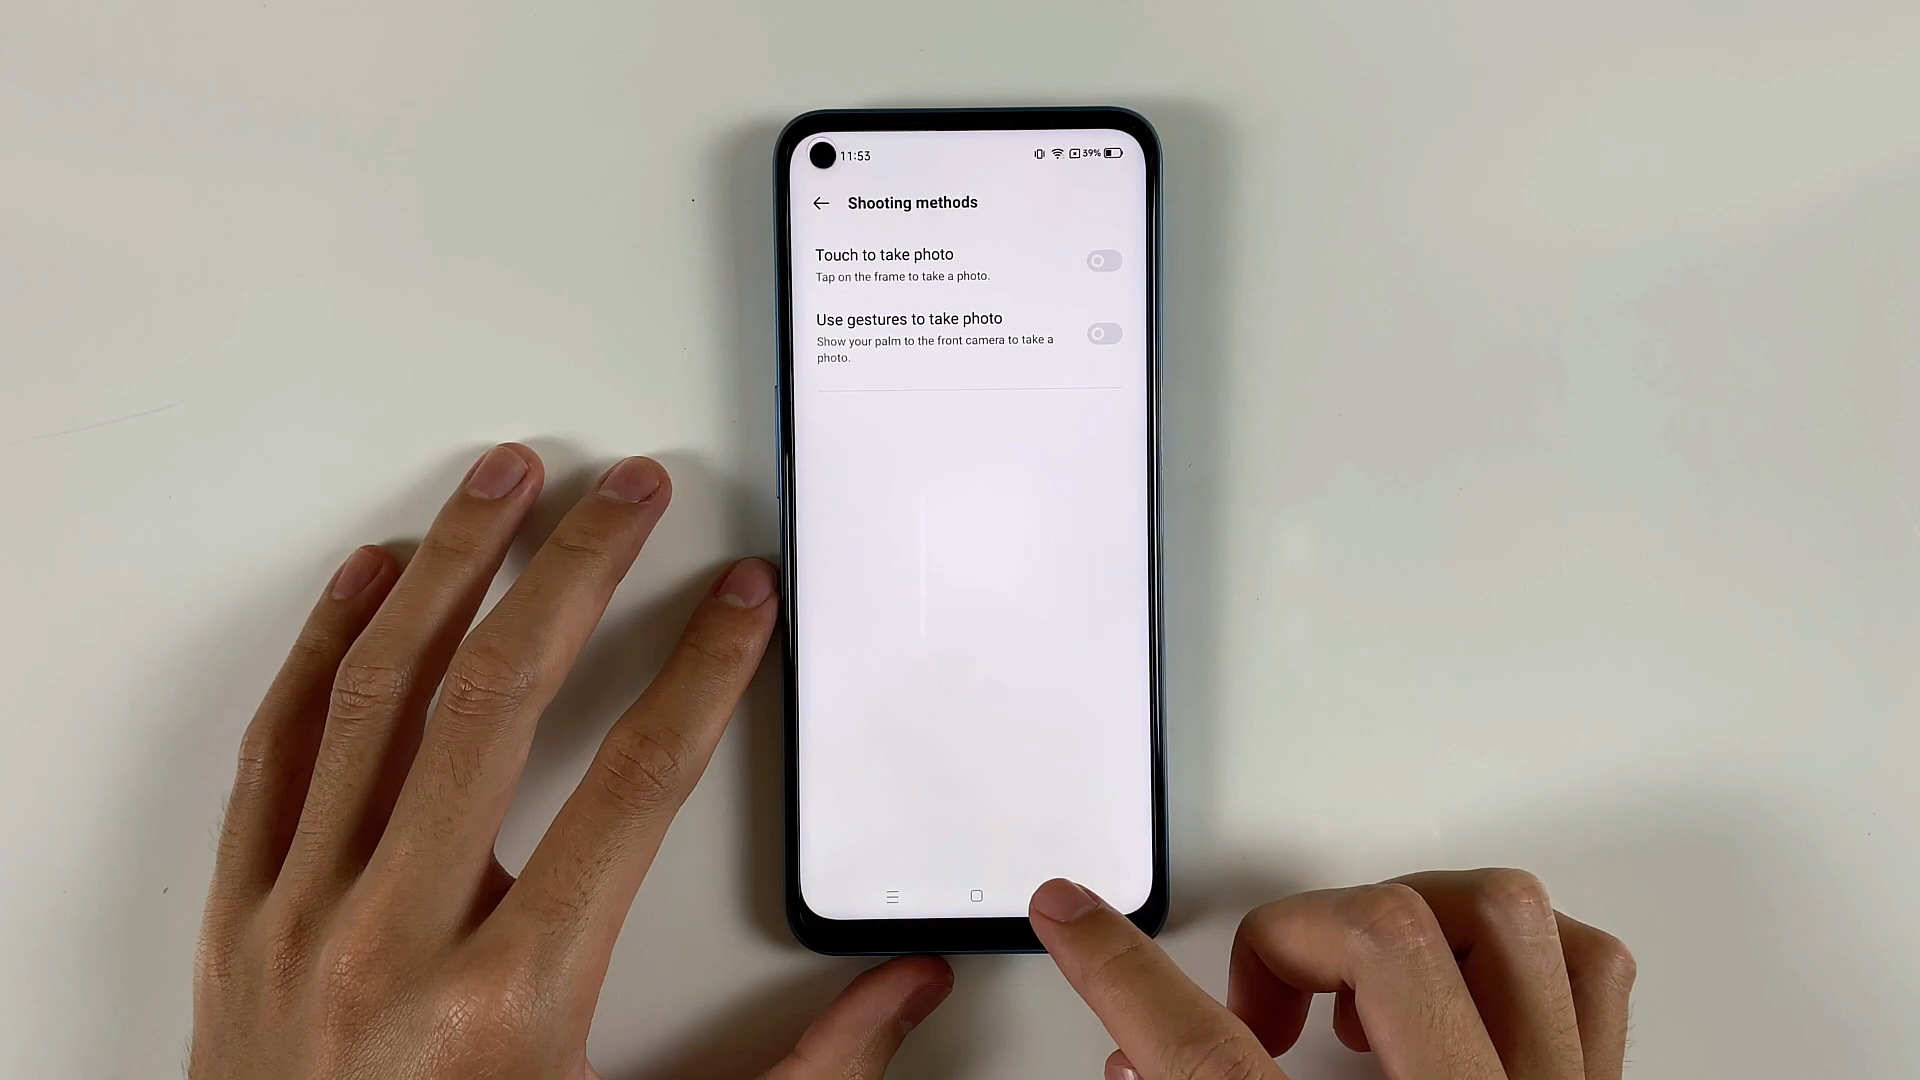 11:53
39%
Shooting methods
Touch to take photo
Tap on the frame to take a photo.
Use gestures to take photo
Show your palm to the front camera to take a
photo.